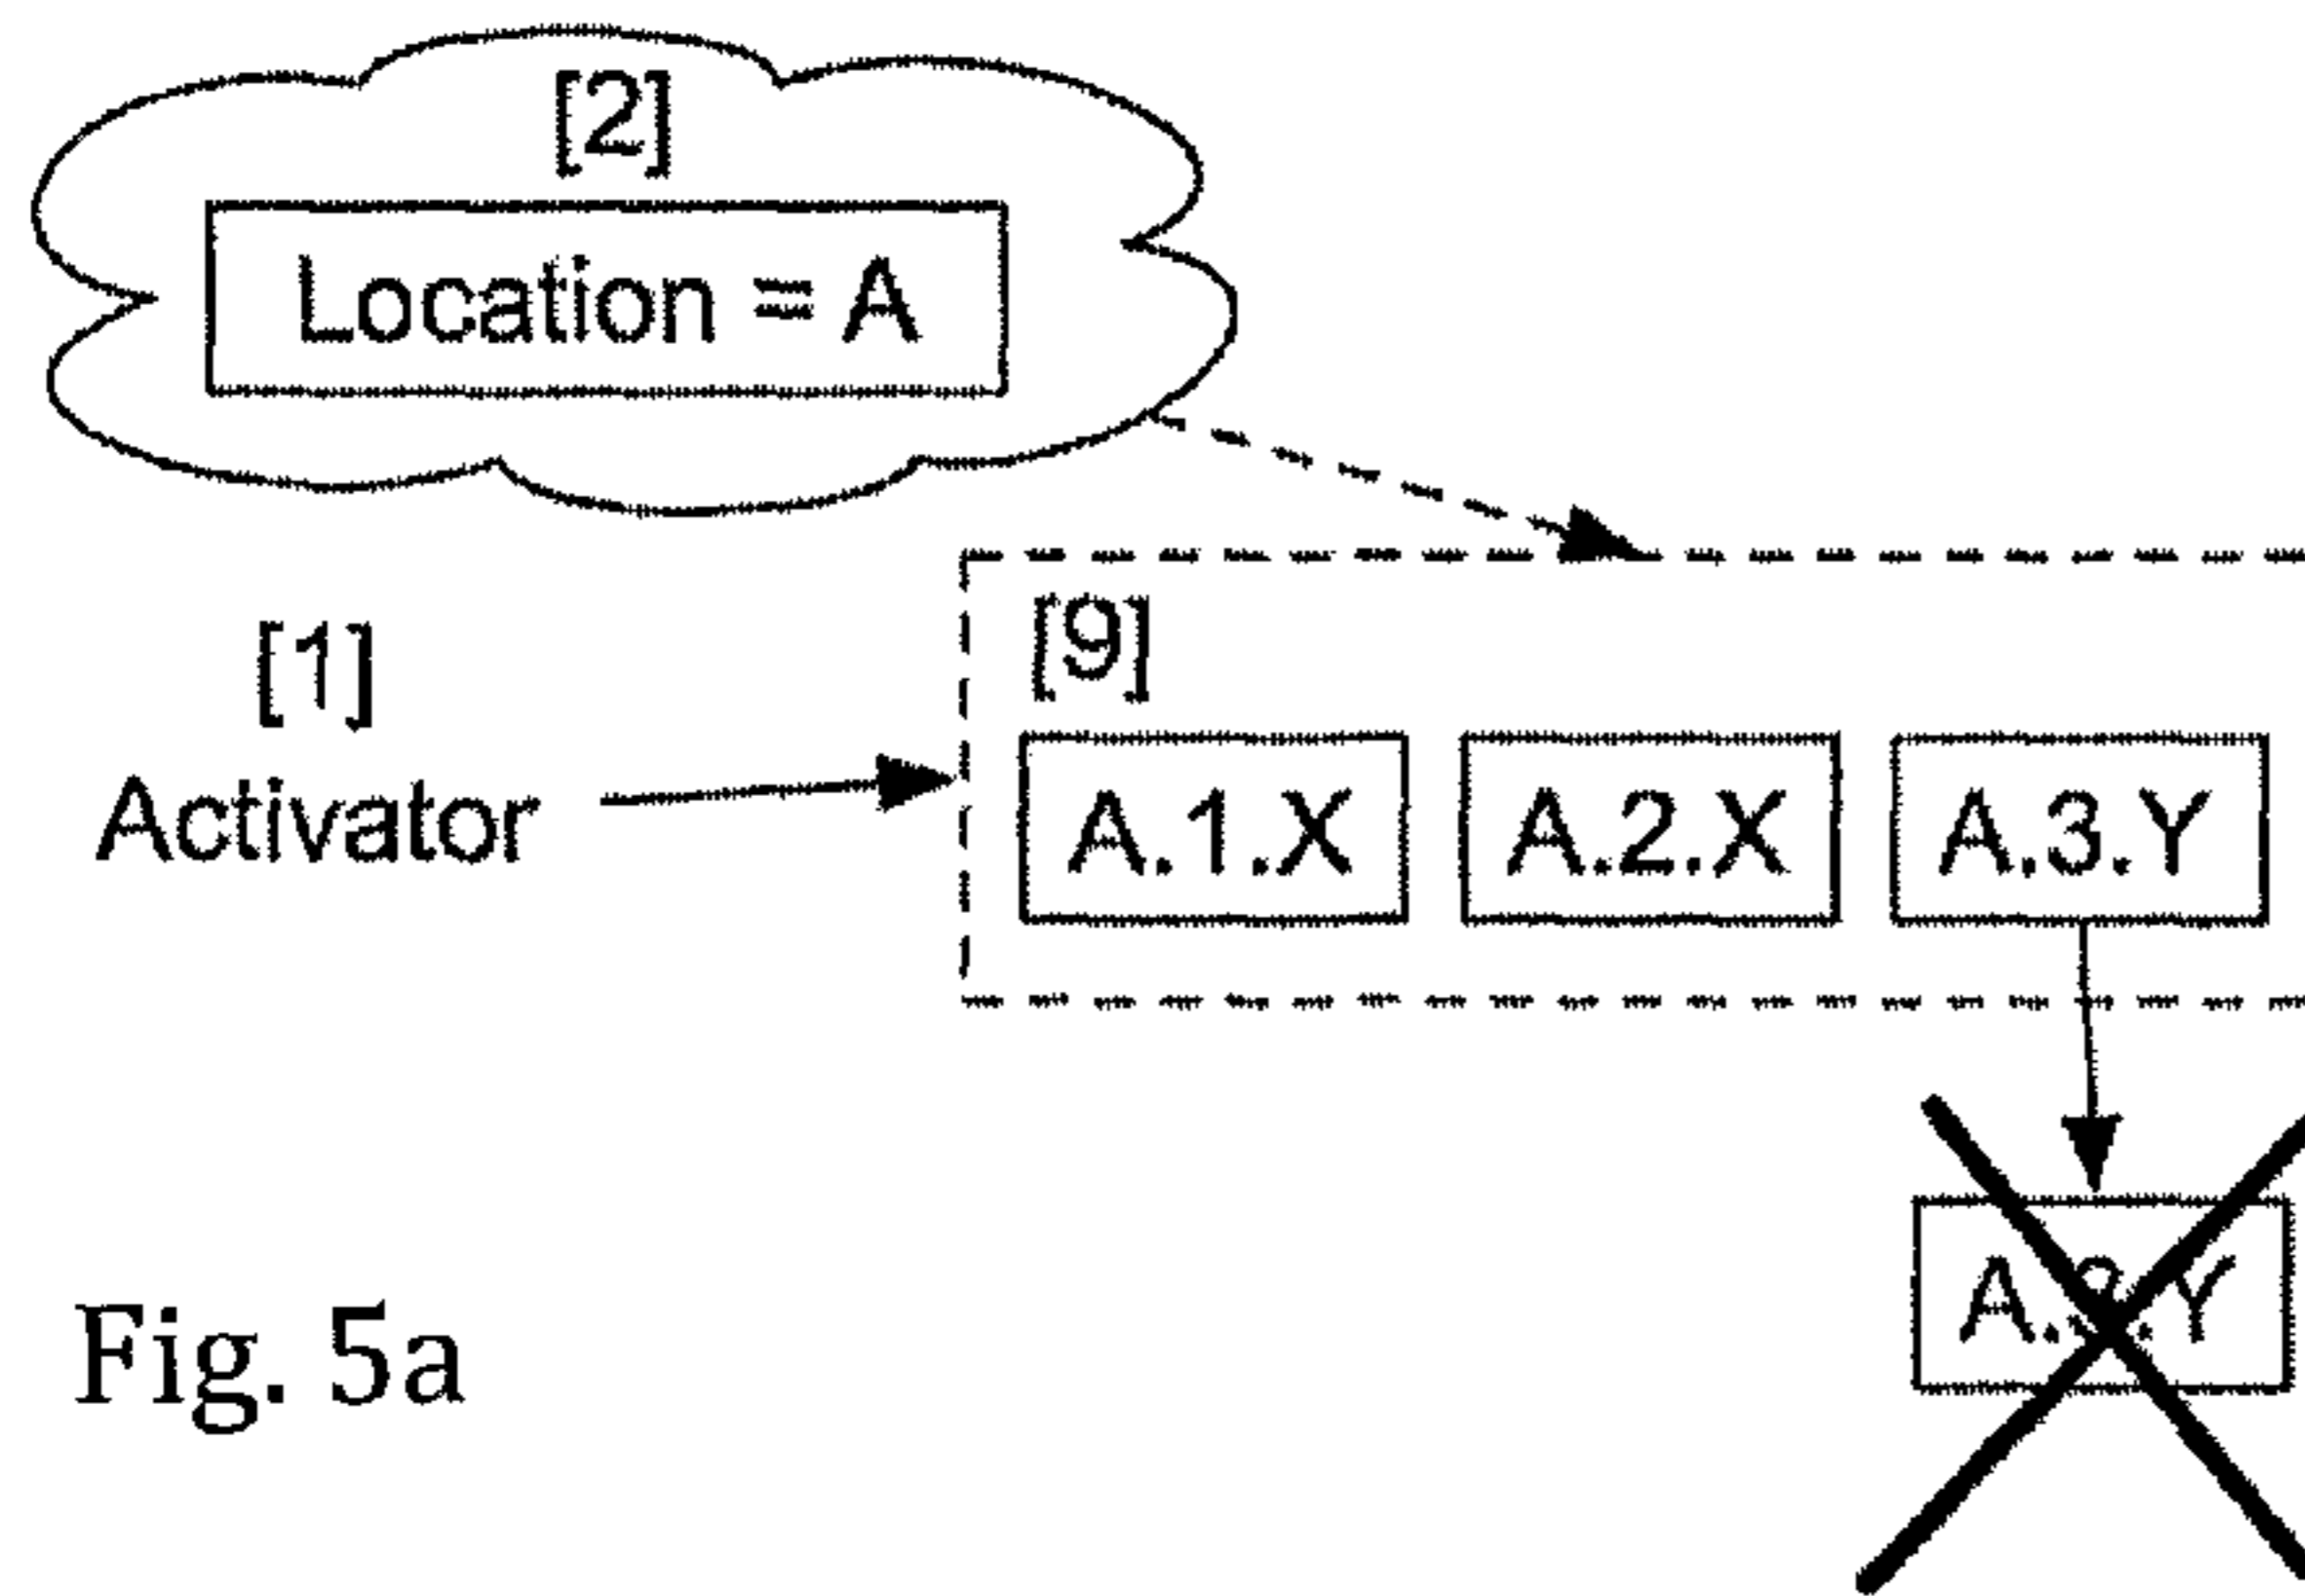 [2]
Location = A
[1]
Activator
[9]
A.1.X
A.2.X
A.3.Y
Fig. 5a